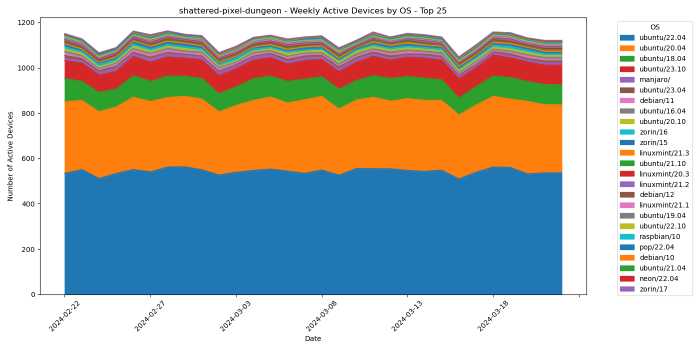 shattered-pixel-dungeon - Weekly Active Devices by OS - Top 25
Number of Active Devices
1200
1000
800
600
400
200
0
2024-02-22
2024-02-27
2024-03-03
2024-03-08
2024-03-13
2024-03-18
Date
OS
ubuntu/22.04
ubuntu/20.04
ubuntu/18.04
ubuntu/23.10
manjaro/
ubuntu/23.04
debian/11
ubuntu/16.04
ubuntu/20.10
zorin/16
zorin/15
linuxmint/21.3
ubuntu/21.10
linuxmint/20.3
linuxmint/21.2
debian/12
linuxmint/21.1
ubuntu/19.04
ubuntu/22.10
raspbian/10
pop/22.04
debian/10
ubuntu/21.04
neon/22.04
zorin/17